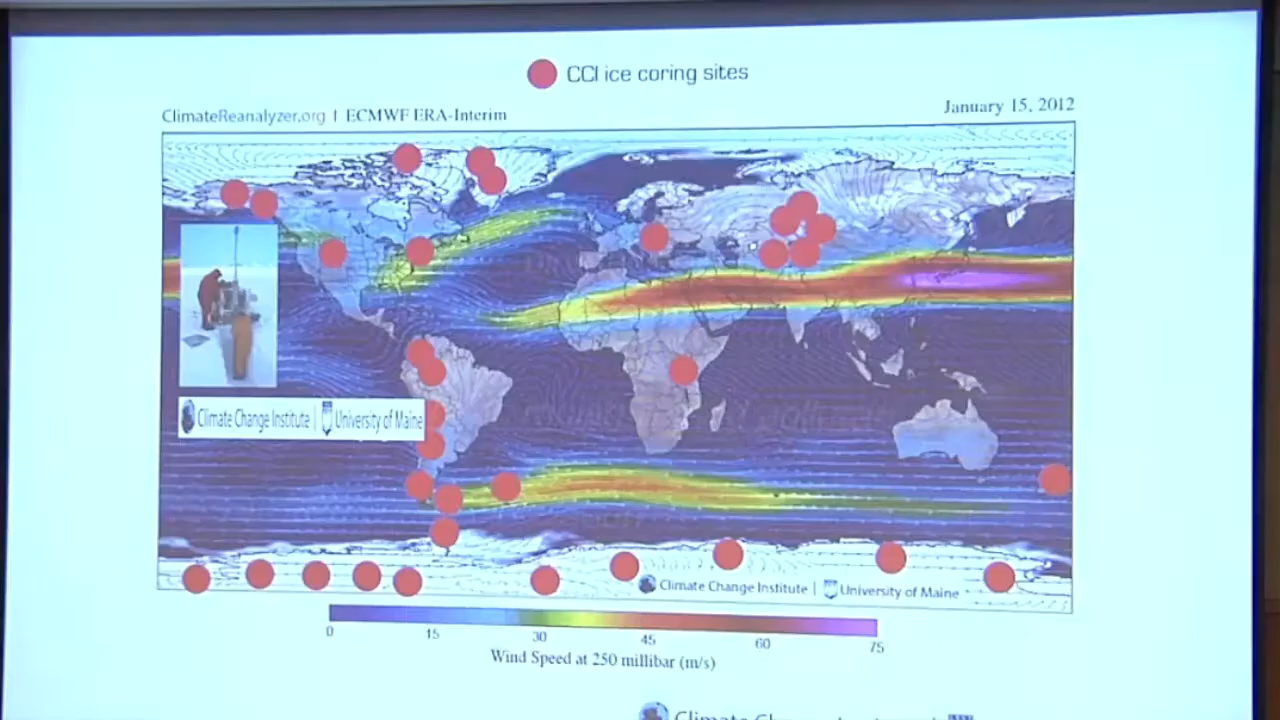 CCI ice coring sites
ClimateReanalyzer.org | ECMWF ERA-Interim
January 15, 2012
Climate Change Institute | University of Maine
Climate Change Institute | University of Maine
0 15 30 45 60 75
Wind Speed at 250 millibar (m/s)
Climate